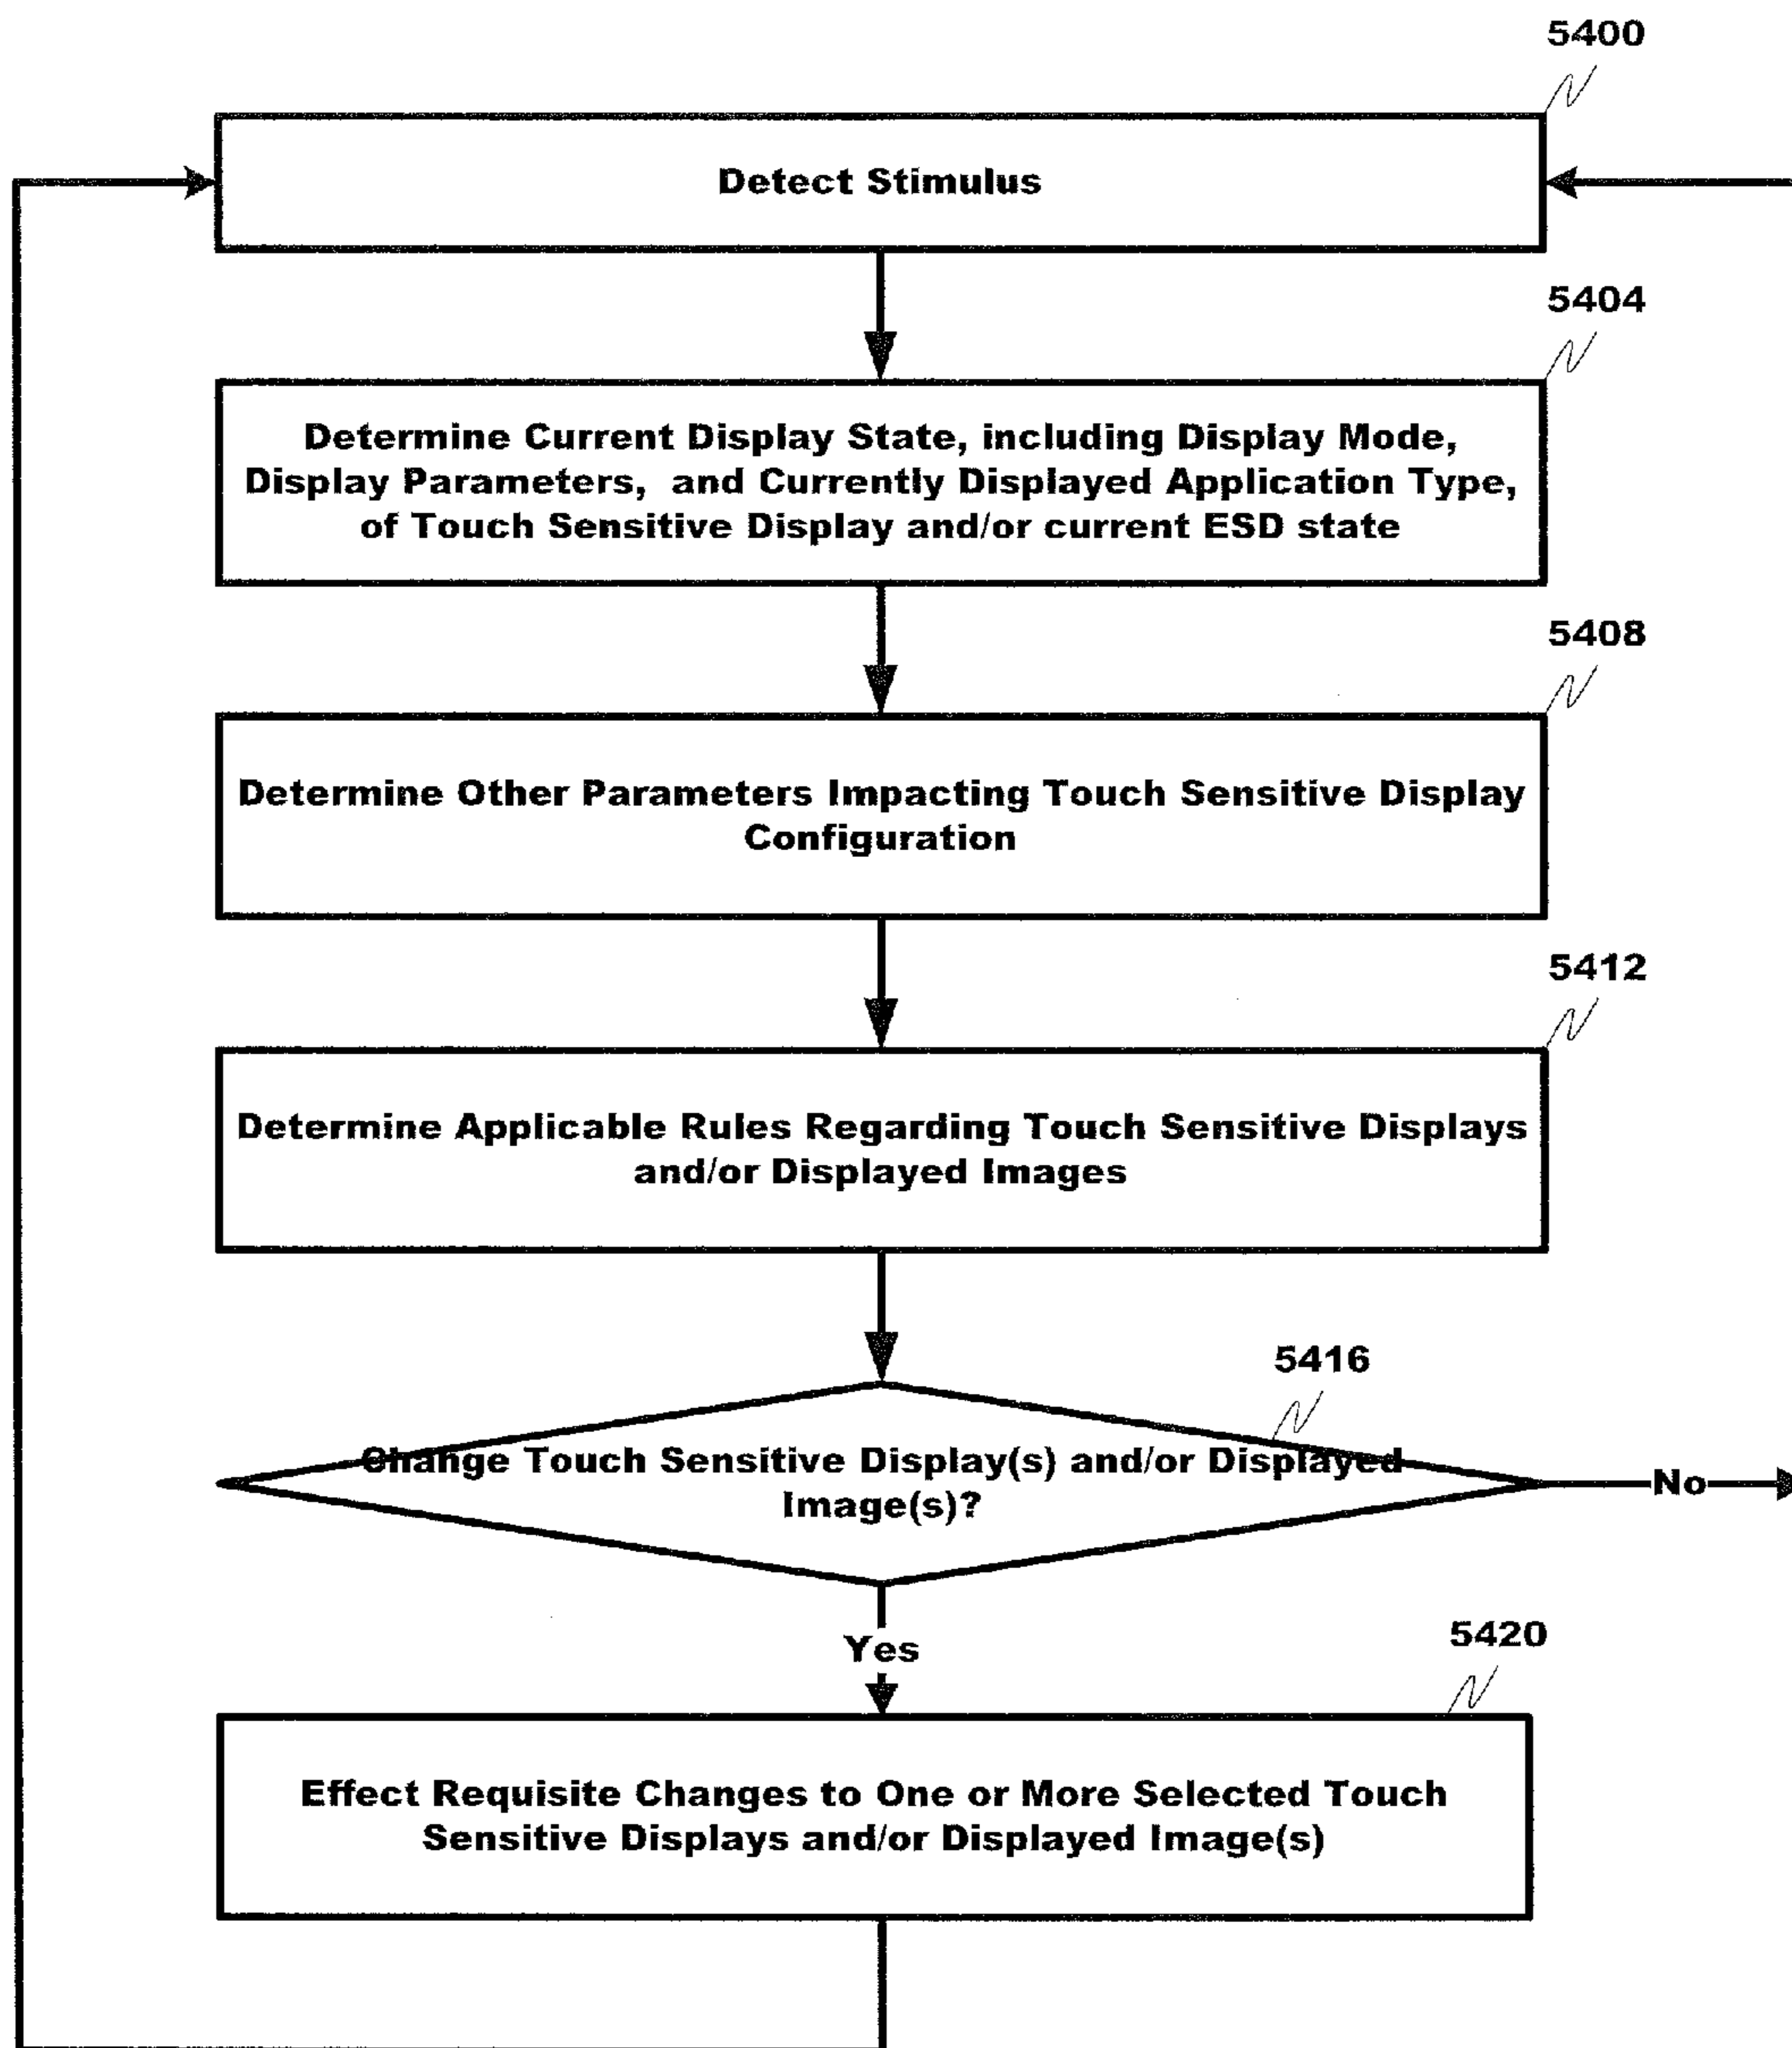 5400
Detect Stimulus
5404
Determine Current Display State, including Display Mode,
Display Parameters, and Currently Displayed Application Type,
of Touch Sensitive Display and/or current ESD state
5408
Determine Other Parameters Impacting Touch Sensitive Display
Configuration
5412
Determine Applicable Rules Regarding Touch Sensitive Displays
and/or Displayed Images
5416
Change Touch Sensitive Display(s) and/or Displayed
Image(s)?
No
Yes
5420
Effect Requisite Changes to One or More Selected Touch
Sensitive Displays and/or Displayed Image(s)